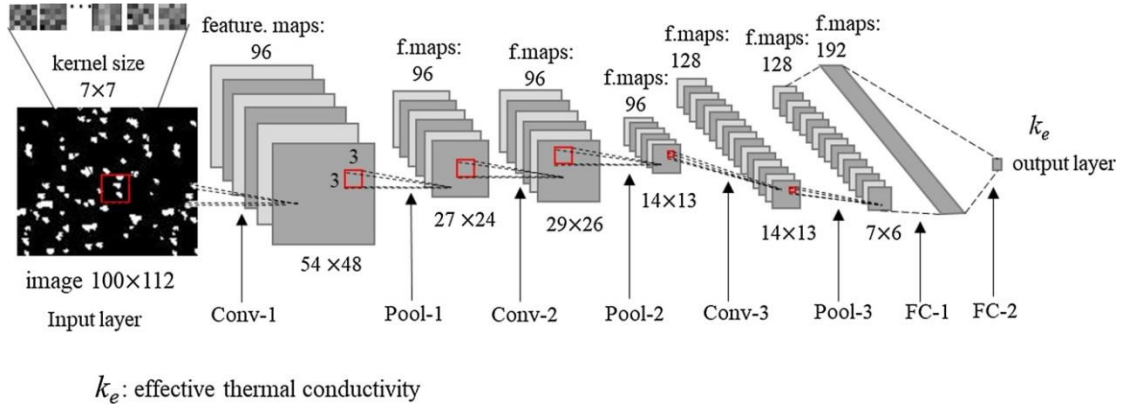 kernel size
7×7
image 100×112
Input layer
feature. maps:
96
3
3
54 ×48
Conv-1
f.maps:
96
27 ×24
Pool-1
f.maps:
96
29×26
Conv-2
f.maps:
96
14×13
Pool-2
f.maps:
128
14×13
Conv-3
f.maps:
128
7×6
Pool-3
f.maps:
192
FC-1
kₑ
output layer
FC-2
kₑ: effective thermal conductivity